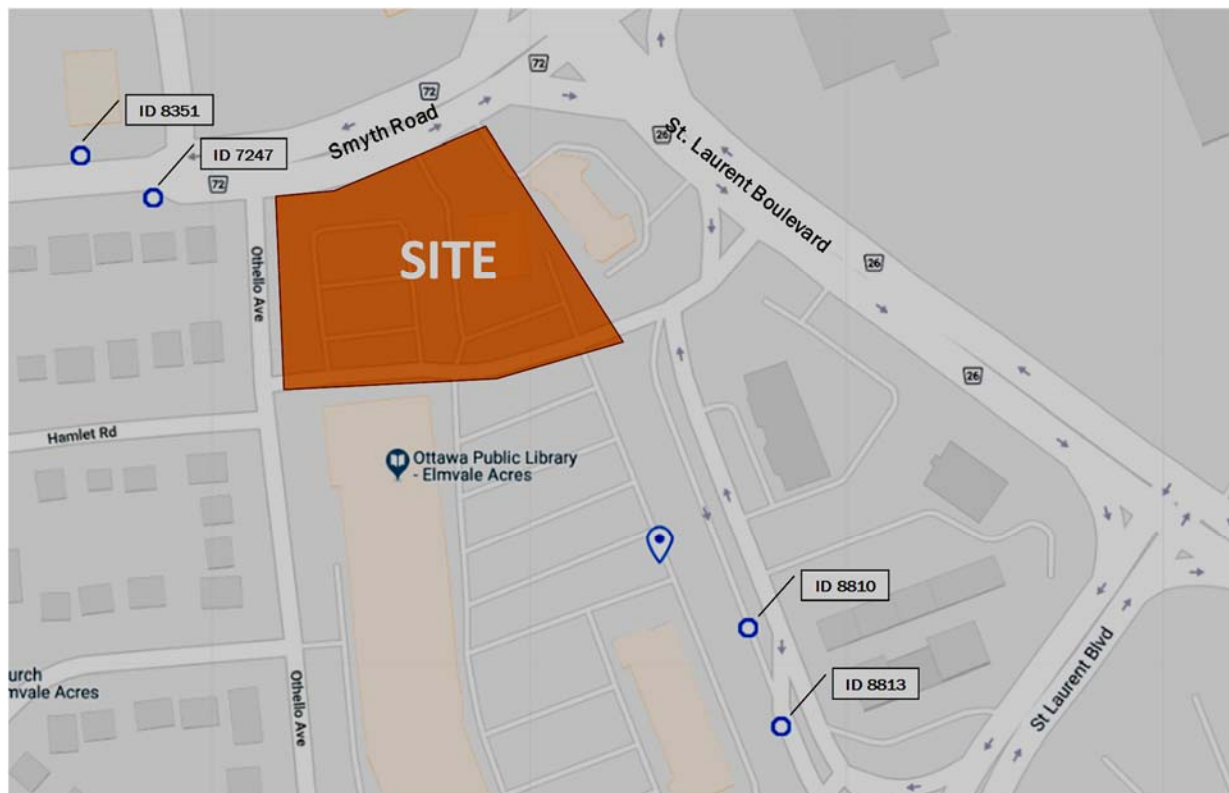 ID 8351
ID 7247
72
72
72
Smyth Road
26
St. Laurent Boulevard
26
26
SITE
Othello Ave
Hamlet Rd
Ottawa Public Library
- Elmvale Acres
ID 8810
ID 8813
urch
mvale Acres
Othello Ave
St Laurent Blvd